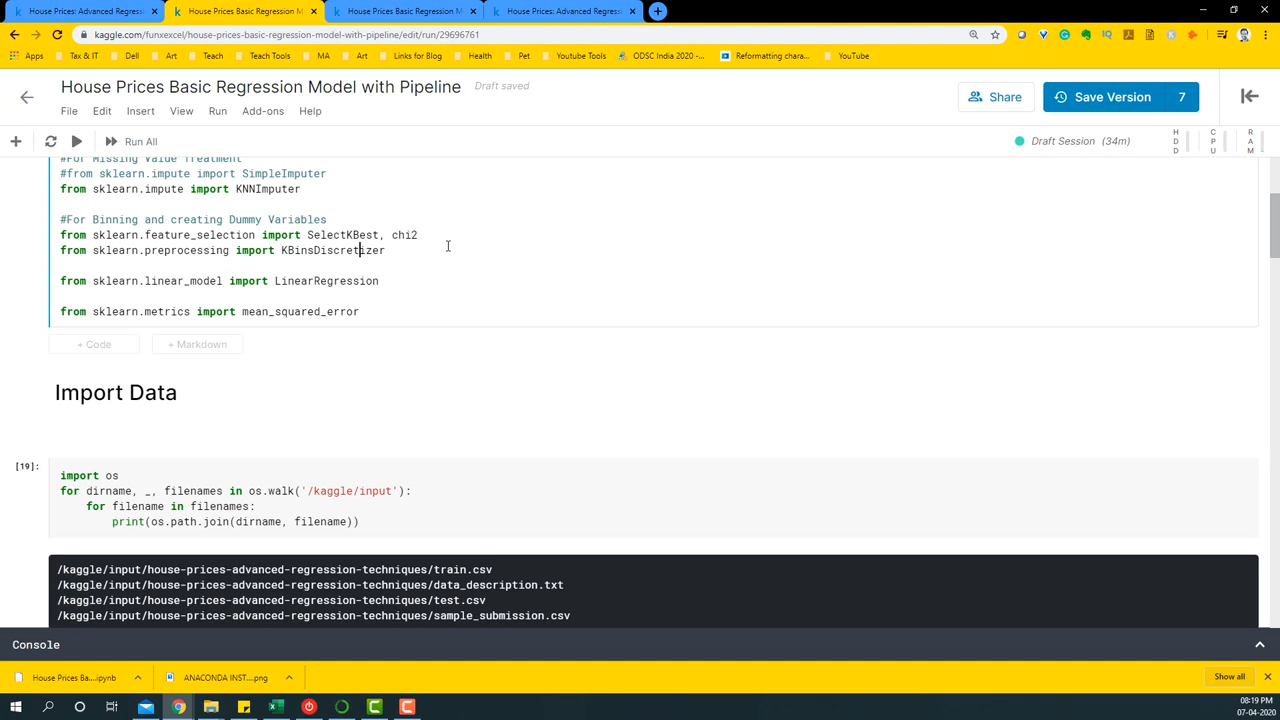 House Prices: Advanced Regressi
House Prices Basic Regression M
House Prices Basic Regression M
House Prices: Advanced Regressi
kaggle.com/funxexcel/house-prices-basic-regression-model-with-pipeline/edit/run/29696761
Apps Tax & IT Dell Art Teach Teach Tools MA Art Links for Blog Health Pet Youtube Tools ODSC India 2020 -... Reformatting chara... YouTube
House Prices Basic Regression Model with Pipeline Draft saved
Share
Save Version 7
File Edit Insert View Run Add-ons Help
Run All
Draft Session (34m)
HDD
CPU
RAM
#For Missing Value Treatment
#from sklearn.impute import SimpleImputer
from sklearn.impute import KNNImputer
#For Binning and creating Dummy Variables
from sklearn.feature_selection import SelectKBest, chi2
from sklearn.preprocessing import KBinsDiscretizer
from sklearn.linear_model import LinearRegression
from sklearn.metrics import mean_squared_error
+ Code + Markdown
Import Data
[19]:
import os
for dirname, _, filenames in os.walk('/kaggle/input'):
for filename in filenames:
print(os.path.join(dirname, filename))
/kaggle/input/house-prices-advanced-regression-techniques/train.csv
/kaggle/input/house-prices-advanced-regression-techniques/data_description.txt
/kaggle/input/house-prices-advanced-regression-techniques/test.csv
/kaggle/input/house-prices-advanced-regression-techniques/sample_submission.csv
Console
House Prices Ba....ipynb
ANACONDA INST....png
Show all
08:19 PM
07-04-2020